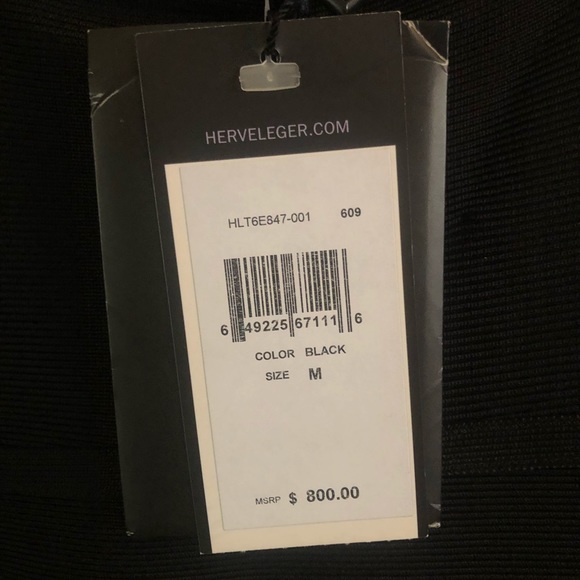 HERVELEGER.COM
HLT6E847-001 609
6 49225 67111 6
COLOR BLACK
SIZE M
MSRP $ 800.00